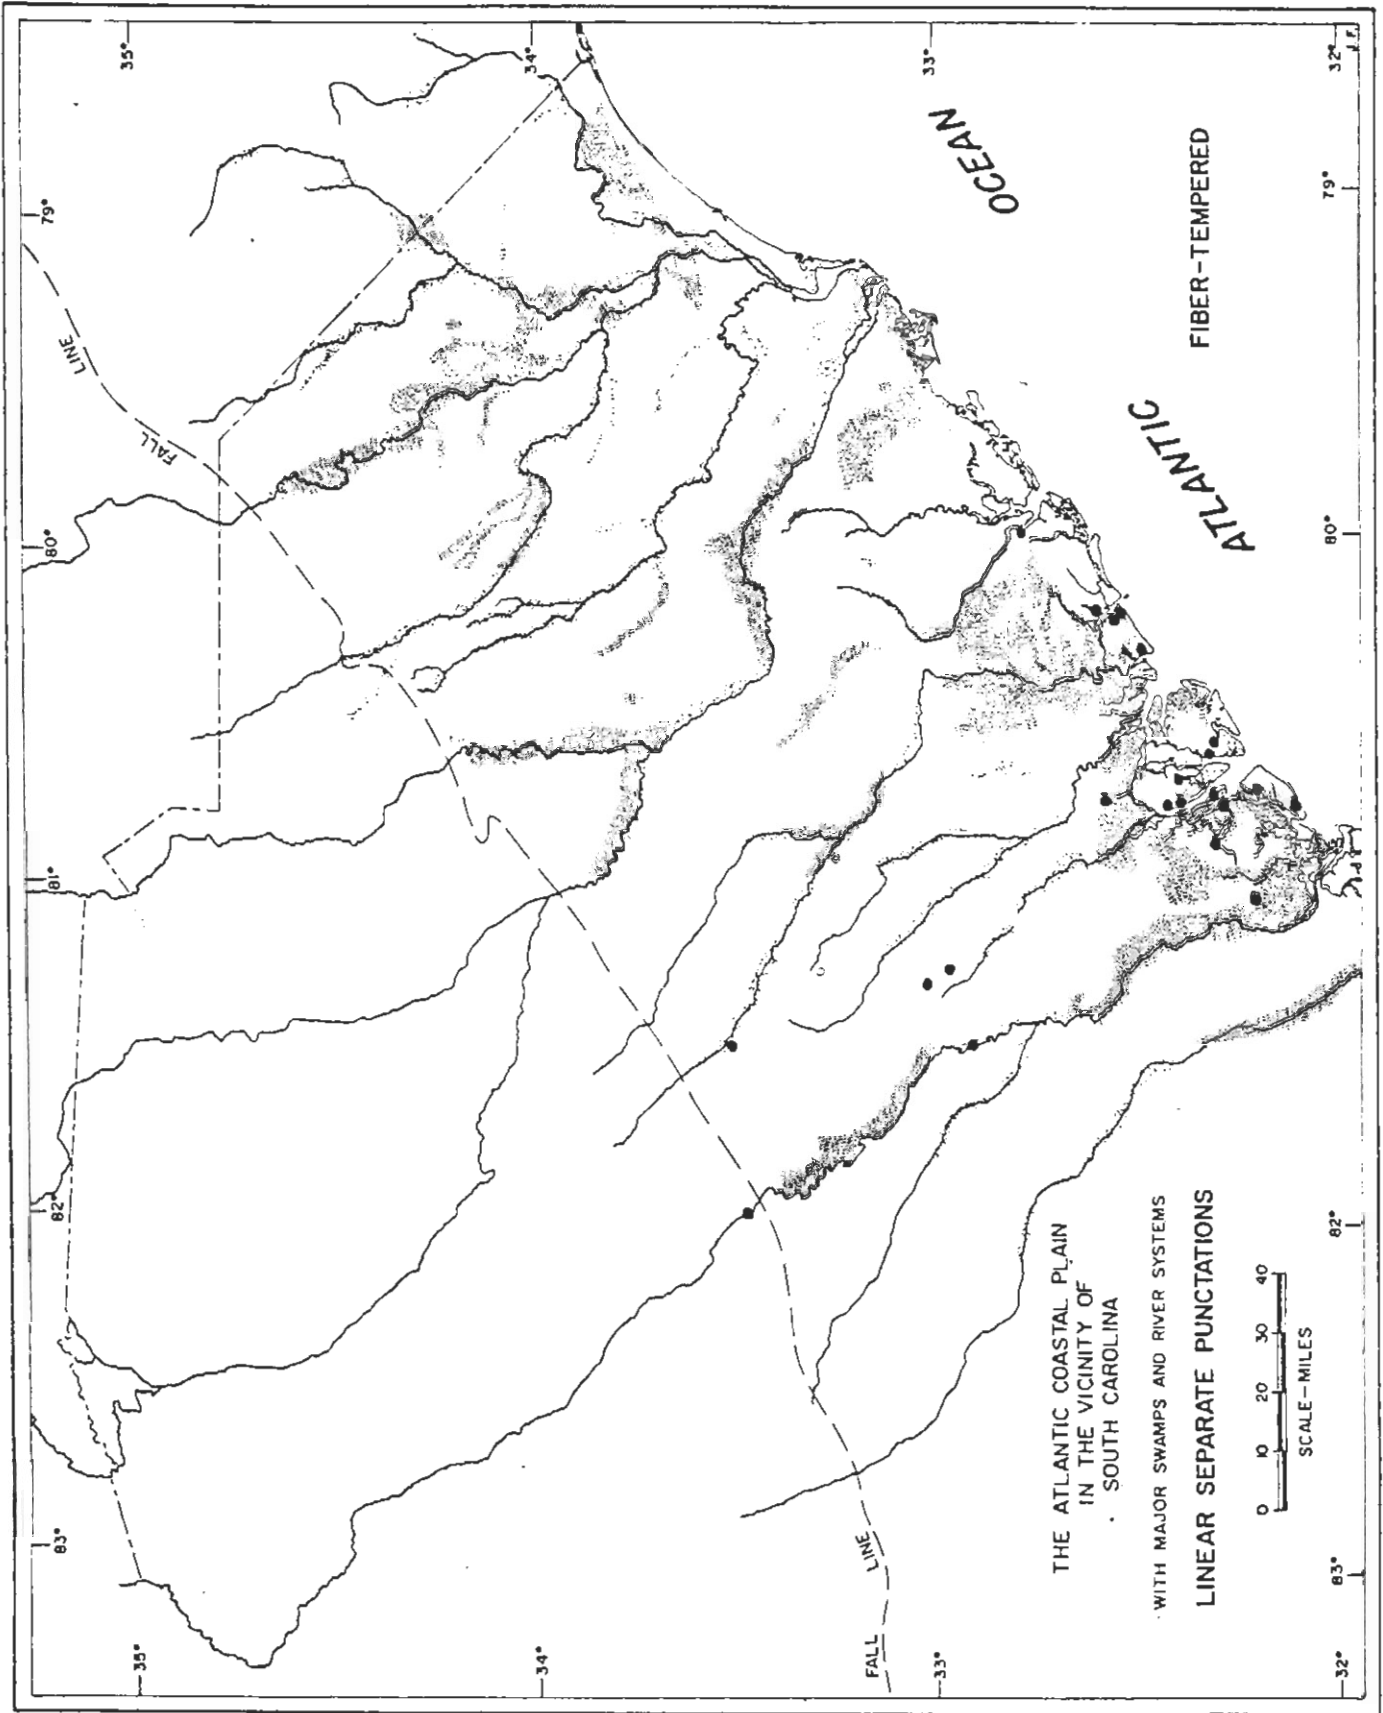 THE ATLANTIC COASTAL PLAIN
IN THE VICINITY OF
SOUTH CAROLINA
WITH MAJOR SWAMPS AND RIVER SYSTEMS
LINEAR SEPARATE PUNCTATIONS
0 10 20 30 40
SCALE-MILES
FIBER-TEMPERED
ATLANTIC
OCEAN
FALL LINE
FALL LINE
83°
82°
81°
80°
79°
35°
34°
33°
32°
83°
82°
80°
79°
35°
34°
33°
32°
J.F.